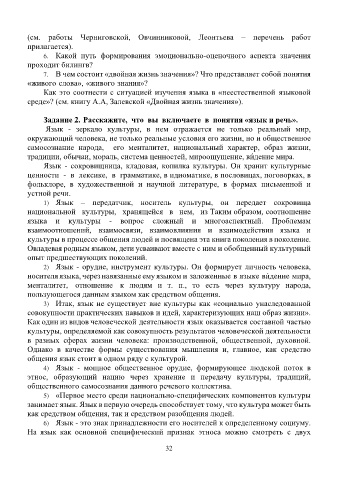 (см. работы Черниговской, Овчинниковой, Леонтьева – перечень работ
прилагается).
6. Какой путь формирования эмоционально-оценочного аспекта значения
проходит билингв?
7. В чем состоит «двойная жизнь значения»? Что представляет собой понятия
«живого слова», «живого знания»?
Как это соотнести с ситуацией изучения языка в «неестественной языковой
среде»? (см. книгу А.А, Залевской «Двойная жизнь значения»).
Задание 2. Расскажите, что вы включаете в понятия «язык и речь».
Язык - зеркало культуры, в нем отражается не только реальный мир,
окружающий человека, не только реальные условия его жизни, но и общественное
самосознание народа, его менталитет, национальный характер, образ жизни,
традиции, обычаи, мораль, система ценностей, мироощущение, вйдение мира.
Язык - сокровищница, кладовая, копилка культуры. Он хранит культурные
ценности - в лексике, в грамматике, в идиоматике, в пословицах, поговорках, в
фольклоре, в художественной и научной литературе, в формах письменной и
устной речи.
1) Язык – передатчик, носитель культуры, он передает сокровища
национальной культуры, хранящейся в нем, из Таким образом, соотношение
языка и культуры - вопрос сложный и многоаспектный. Проблемам
взаимоотношений, взаимосвязи, взаимовлияния и взаимодействия языка и
культуры в процессе общения людей и посвящена эта книга поколения в поколение.
Овладевая родным языком, дети усваивают вместе с ним и обобщенный культурный
опыт предшествующих поколений.
2) Язык - орудие, инструмент культуры. Он формирует личность человека,
носителя языка, через навязанные ему языком и заложенные в языке вйдение мира,
менталитет, отношение к людям и т. п., то есть через культуру народа,
пользующегося данным языком как средством общения.
3) Итак, язык не существует вне культуры как «социально унаследованной
совокупности практических навыков и идей, характеризующих наш образ жизни».
Как один из видов человеческой деятельности язык оказывается составной частью
культуры, определяемой как совокупность результатов человеческой деятельности
в разных сферах жизни человека: производственной, общественной, духовной.
Однако в качестве формы существования мышления и, главное, как средство
общения язык стоит в одном ряду с культурой.
4) Язык - мощное общественное орудие, формирующее людской поток в
этнос, образующий нацию через хранение и передачу культуры, традиций,
общественного самосознания данного речевого коллектива.
5) «Первое место среди национально-специфических компонентов культуры
занимает язык. Язык в первую очередь способствует тому, что культура может быть
как средством общения, так и средством разобщения людей.
6) Язык - это знак принадлежности его носителей к определенному социуму.
На язык как основной специфический признак этноса можно смотреть с двух
32